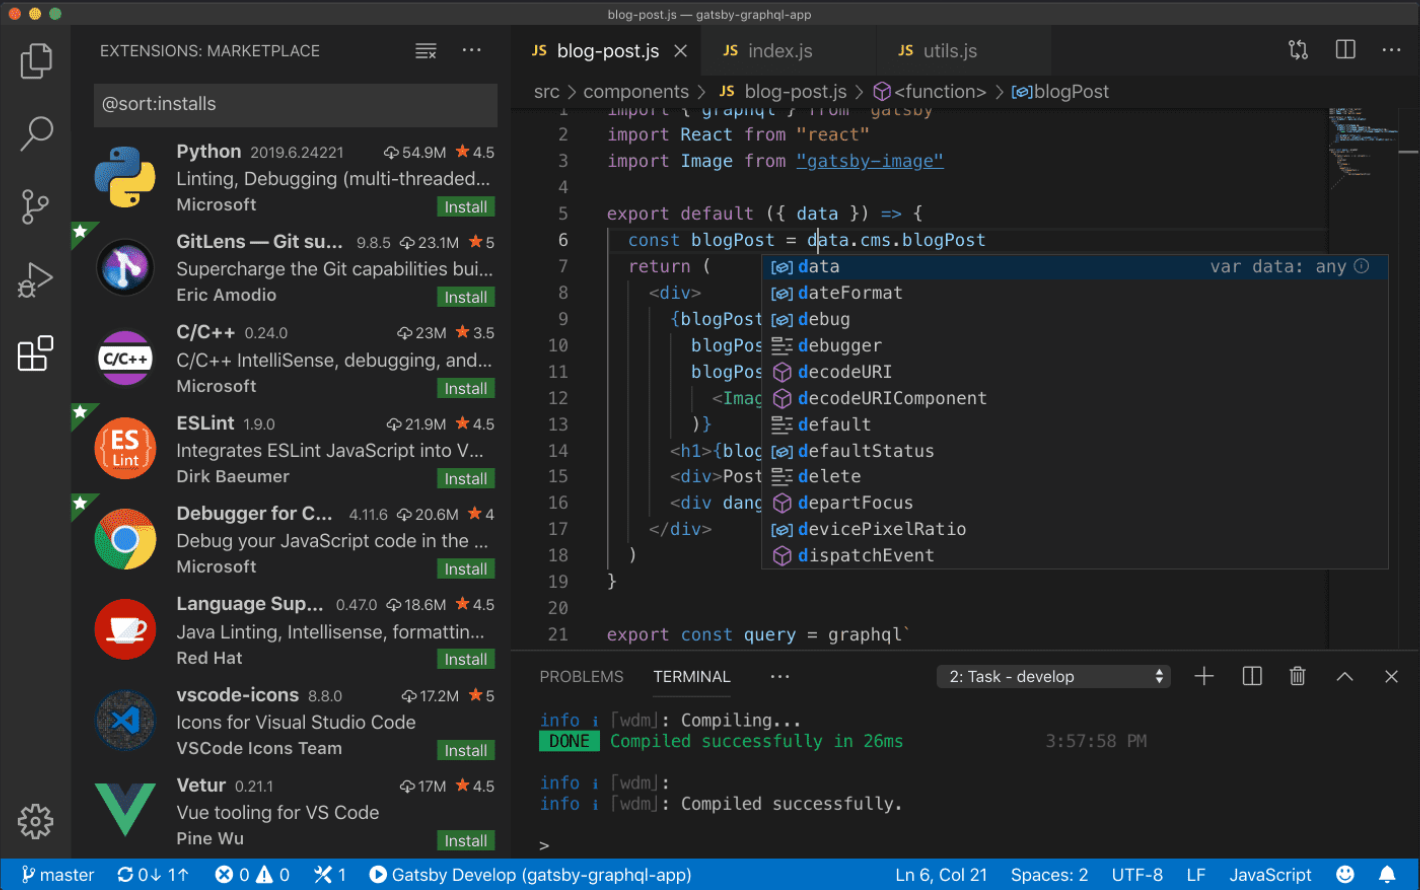 blog-post.js — gatsby-graphql-app
EXTENSIONS: MARKETPLACE
@sort:installs
Python 2019.6.24221 54.9M 4.5
Linting, Debugging (multi-threaded...
Microsoft Install
GitLens — Git su... 9.8.5 23.1M 5
Supercharge the Git capabilities bui...
Eric Amodio Install
C/C++
C/C++ 0.24.0 23M 3.5
C/C++ IntelliSense, debugging, and...
Microsoft Install
ES
Lint
ESLint 1.9.0 21.9M 4.5
Integrates ESLint JavaScript into V...
Dirk Baeumer Install
Debugger for C... 4.11.6 20.6M 4
Debug your JavaScript code in the ...
Microsoft Install
Language Sup... 0.47.0 18.6M 4.5
Java Linting, Intellisense, formattin...
Red Hat Install
vscode-icons 8.8.0 17.2M 5
Icons for Visual Studio Code
VSCode Icons Team Install
Vetur 0.21.1 17M 4.5
Vue tooling for VS Code
Pine Wu Install
JS blog-post.js JS index.js JS utils.js
src > components > JS blog-post.js > <function> > blogPost
1 import { graphql } from "gatsby"
2 import React from "react"
3 import Image from "gatsby-image"
4
5 export default ({ data }) => {
6 const blogPost = data.cms.blogPost
7 return (
8 <div>
9 {blogPost
10 blogPos
11 blogPos
12 <Imag
13 )}
14 <h1>{blog
15 <div>Post
16 <div dang
17 </div>
18 )
19 }
20
21 export const query = graphql`
data var data: any
dateFormat
debug
debugger
decodeURI
decodeURIComponent
default
defaultStatus
delete
departFocus
devicePixelRatio
dispatchEvent
PROBLEMS TERMINAL ... 2: Task - develop
info i ｢wdm｣: Compiling...
DONE Compiled successfully in 26ms 3:57:58 PM
info i ｢wdm｣:
info i ｢wdm｣: Compiled successfully.
>
master 0↓ 1↑ 0 0 1 Gatsby Develop (gatsby-graphql-app) Ln 6, Col 21 Spaces: 2 UTF-8 LF JavaScript